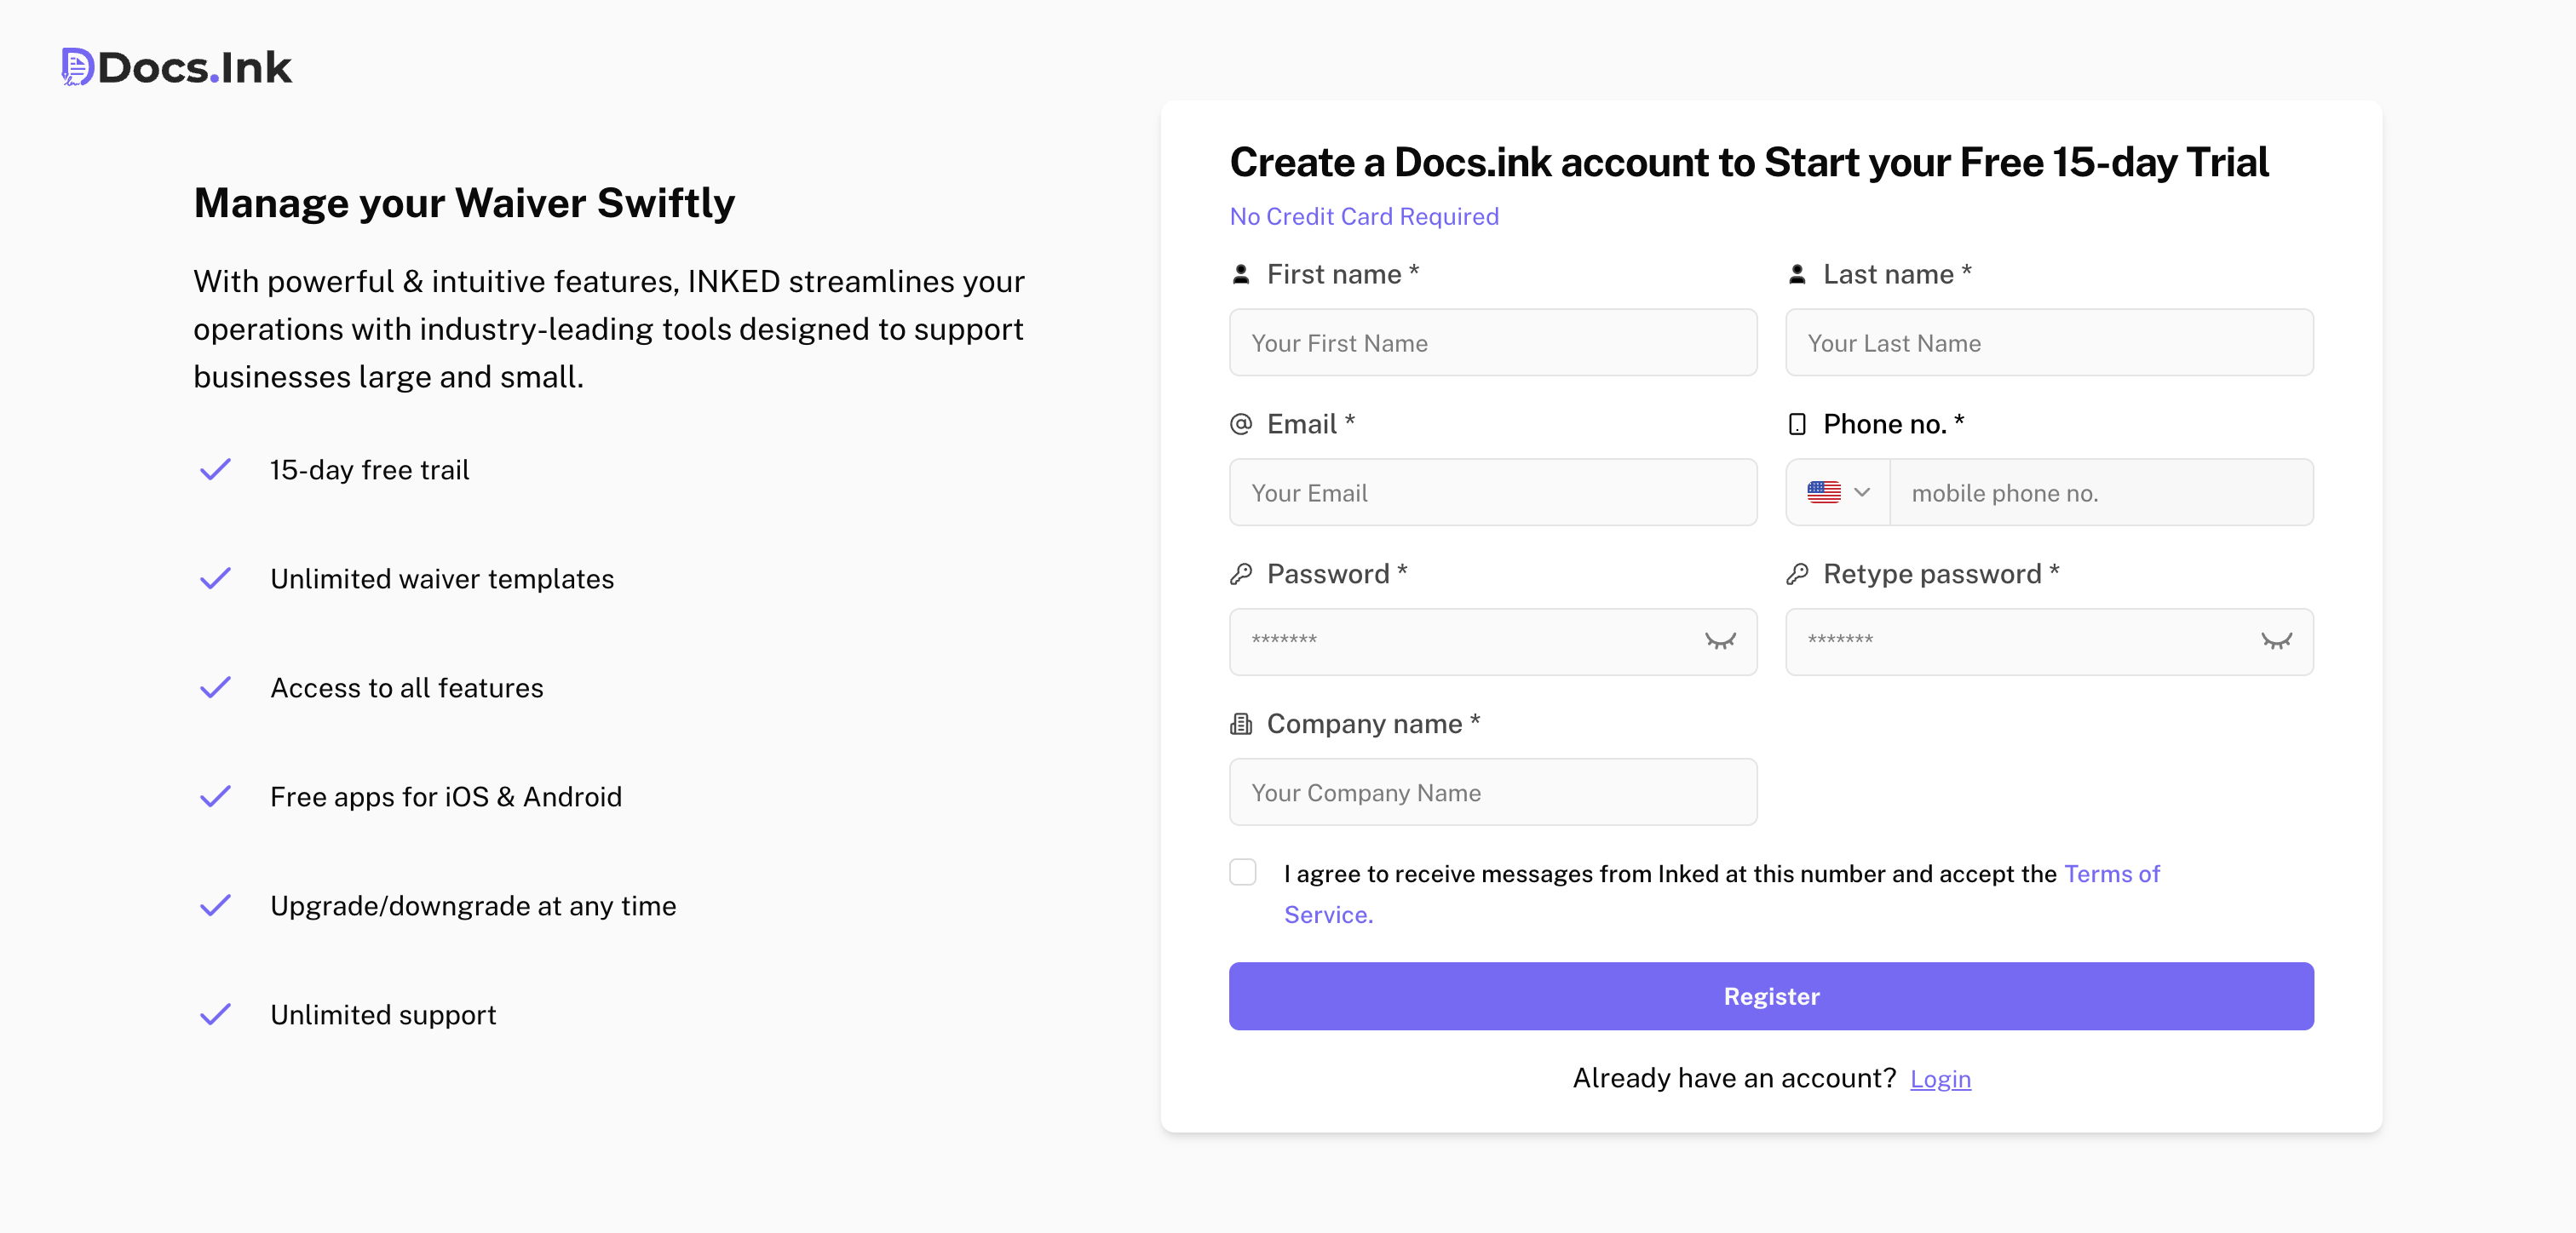 Docs.Ink
Manage your Waiver Swiftly
With powerful & intuitive features, INKED streamlines your
operations with industry-leading tools designed to support
businesses large and small.
15-day free trail
Unlimited waiver templates
Access to all features
Free apps for iOS & Android
Upgrade/downgrade at any time
Unlimited support
Create a Docs.ink account to Start your Free 15-day Trial
No Credit Card Required
First name *
Last name *
Your First Name
Your Last Name
Email *
Phone no. *
Your Email
mobile phone no.
Password *
Retype password *
*******
*******
Company name *
Your Company Name
I agree to receive messages from Inked at this number and accept the Terms of
Service.
Register
Already have an account? Login